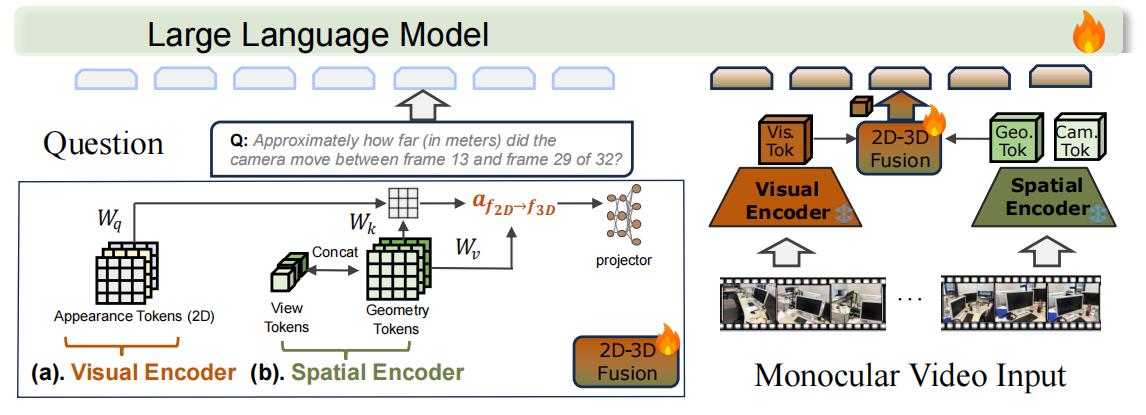 Large Language Model
Question
Q: Approximately how far (in meters) did the
camera move between frame 13 and frame 29 of 32?
Vis.
Tok
2D-3D
Fusion
Geo.
Tok
Cam.
Tok
Visual
Encoder
Spatial
Encoder
W_q
W_k
a_{f_{2D}→f_{3D}}
W_v
Concat
projector
Appearance Tokens (2D)
View
Tokens
Geometry
Tokens
(a). Visual Encoder
(b). Spatial Encoder
2D-3D
Fusion
...
Monocular Video Input